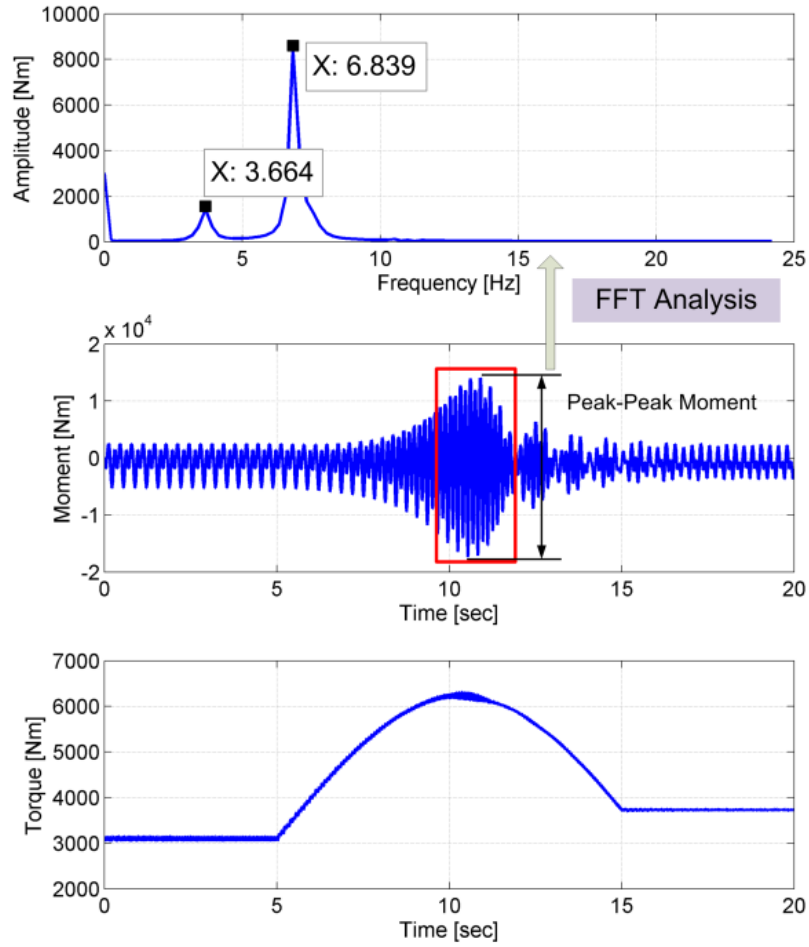 10000
8000
6000
4000
2000
0
Amplitude [Nm]
X: 6.839
X: 3.664
0 5 10 15 20 25
Frequency [Hz]
FFT Analysis
x 10^4
2
1
0
-1
-2
Moment [Nm]
Peak-Peak Moment
0 5 10 15 20
Time [sec]
7000
6000
5000
4000
3000
2000
Torque [Nm]
0 5 10 15 20
Time [sec]